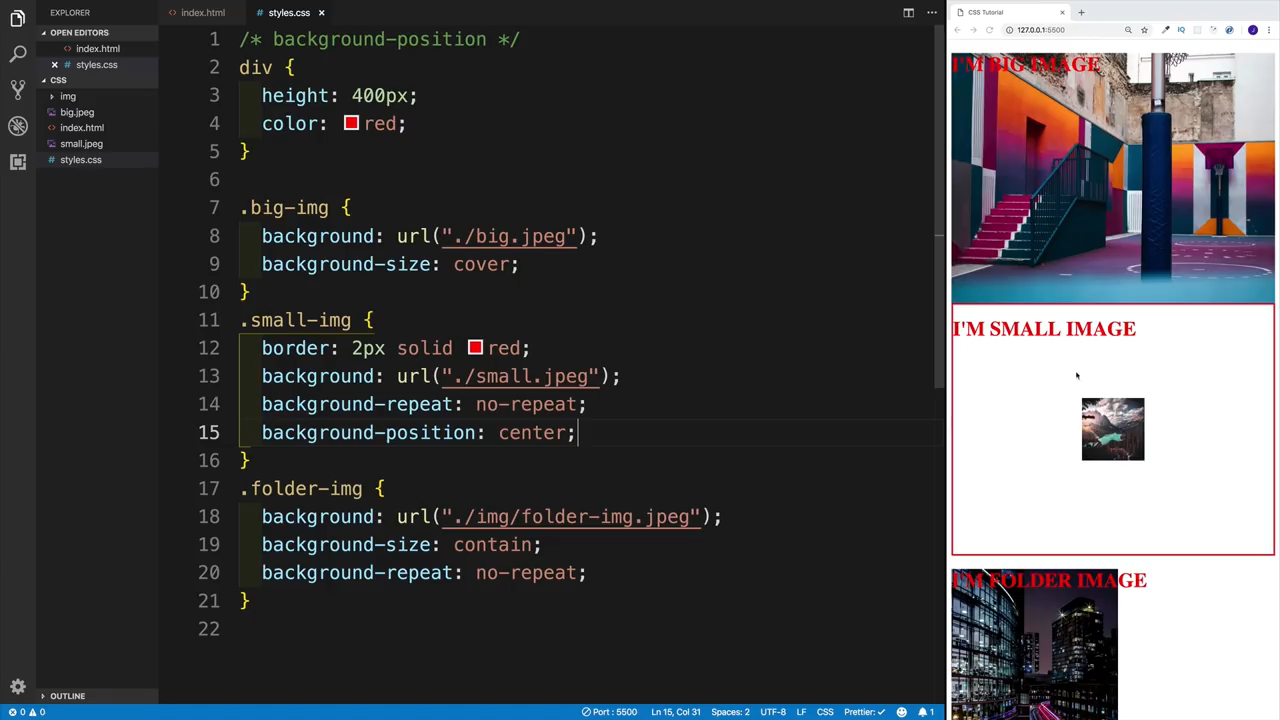 EXPLORER
OPEN EDITORS
index.html
styles.css
CSS
img
big.jpeg
index.html
small.jpeg
styles.css
OUTLINE
index.html
styles.css
1 /* background-position */
2 div {
3 height: 400px;
4 color: red;
5 }
6
7 .big-img {
8 background: url("./big.jpeg");
9 background-size: cover;
10 }
11 .small-img {
12 border: 2px solid red;
13 background: url("./small.jpeg");
14 background-repeat: no-repeat;
15 background-position: center;
16 }
17 .folder-img {
18 background: url("./img/folder-img.jpeg");
19 background-size: contain;
20 background-repeat: no-repeat;
21 }
22
CSS Tutorial
127.0.0.1:5500
IQ
J
I'M BIG IMAGE
I'M SMALL IMAGE
I'M FOLDER IMAGE
0 0
Port : 5500
Ln 15, Col 31
Spaces: 2
UTF-8
LF
CSS
Prettier: ✓
1